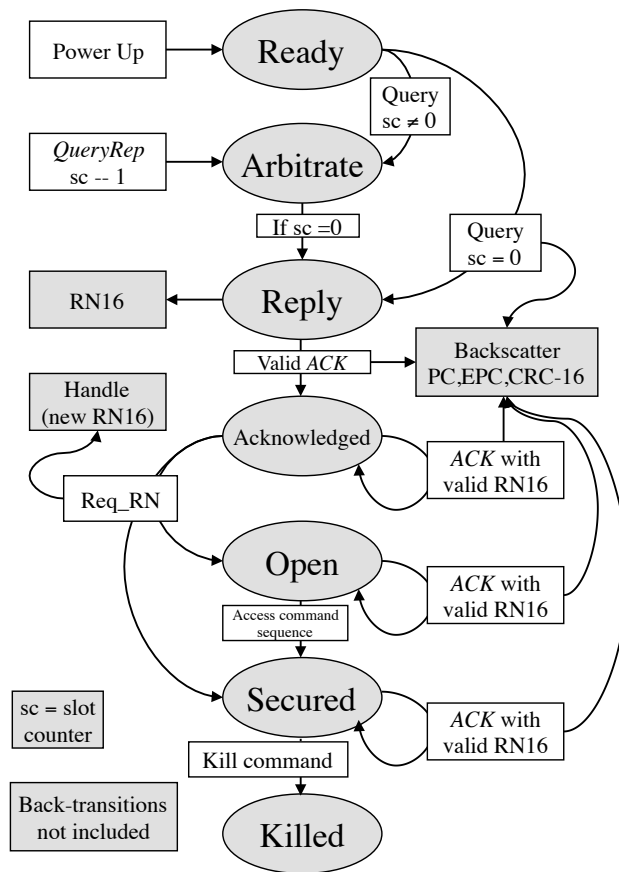 Power Up
Ready
Query
sc ≠ 0
QueryRep
sc -- 1
Arbitrate
If sc =0
Query
sc = 0
RN16
Reply
Valid ACK
Backscatter
PC,EPC,CRC-16
Handle
(new RN16)
Acknowledged
ACK with
valid RN16
Req_RN
Open
ACK with
valid RN16
Access command
sequence
Secured
sc = slot
counter
ACK with
valid RN16
Kill command
Back-transitions
not included
Killed